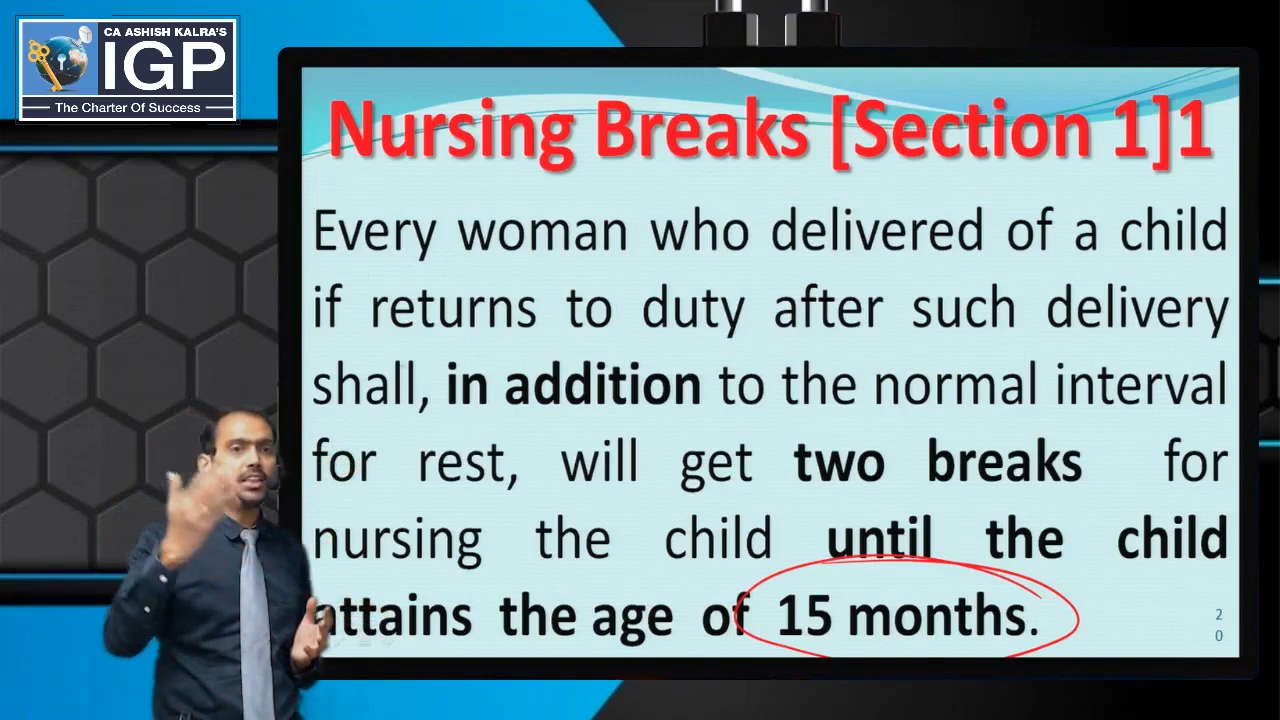 CA ASHISH KALRA'S
IGP
The Charter Of Success
Nursing Breaks [Section 1]1
Every woman who delivered of a child
if returns to duty after such delivery
shall, in addition to the normal interval
for rest, will get two breaks for
nursing the child until the child
attains the age of 15 months.
2
0